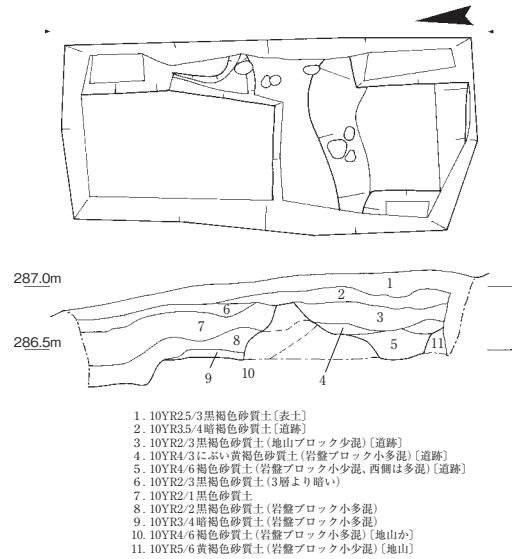 287.0m
1
2
3
6
7
286.5m
8
5
11
9
10
4
1. 10YR2.5/3黒褐色砂質土〔表土〕
2. 10YR3.5/4暗褐色砂質土〔道跡〕
3. 10YR2/3黒褐色砂質土(地山ブロック少混)〔道跡〕
4. 10YR4/3にぶい黄褐色砂質土(岩盤ブロック小多混)〔道跡〕
5. 10YR4/6褐色砂質土(岩盤ブロック小少混、西側は多混)〔道跡〕
6. 10YR2/3黒褐色砂質土(3層より暗い)
7. 10YR2/1黒色砂質土
8. 10YR2/2黒褐色砂質土(岩盤ブロック小多混)
9. 10YR3/4暗褐色砂質土(岩盤ブロック小多混)
10. 10YR4/6褐色砂質土(岩盤ブロック小多混)〔地山か〕
11. 10YR5/6黄褐色砂質土(岩盤ブロック小少混)〔地山〕